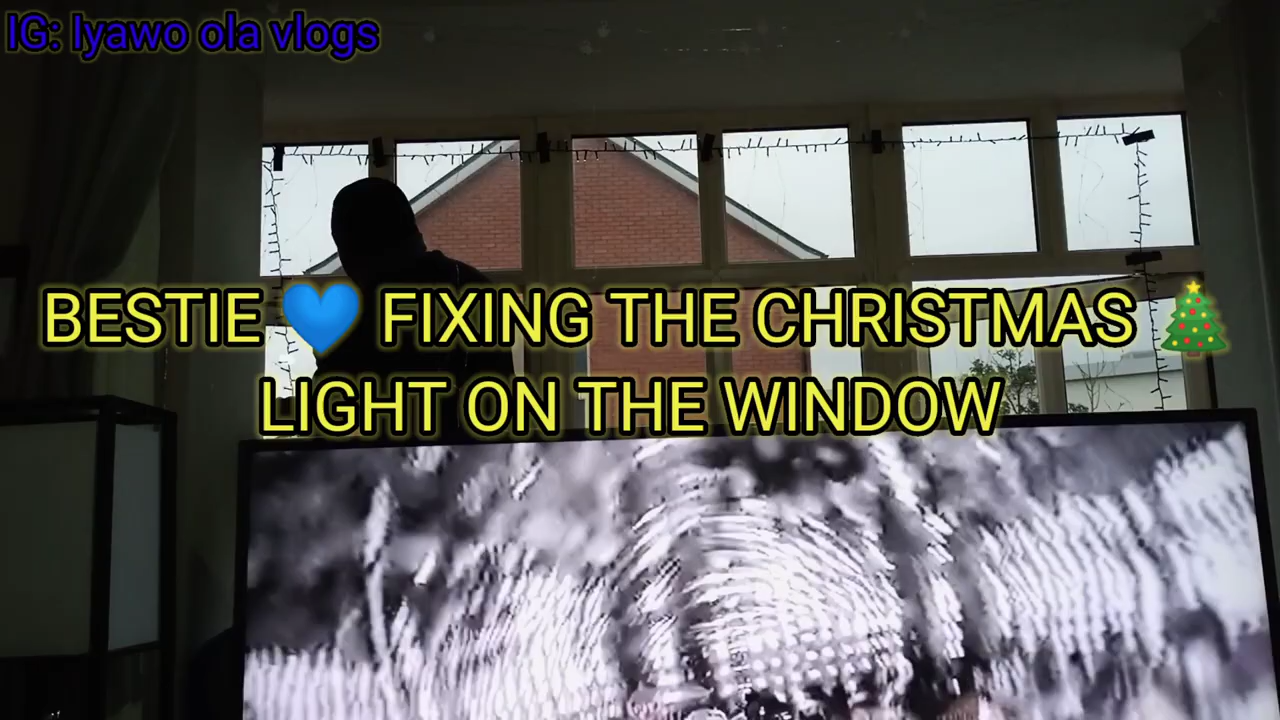 IG: Iyawo ola vlogs
BESTIE 💙 FIXING THE CHRISTMAS 🎄
LIGHT ON THE WINDOW